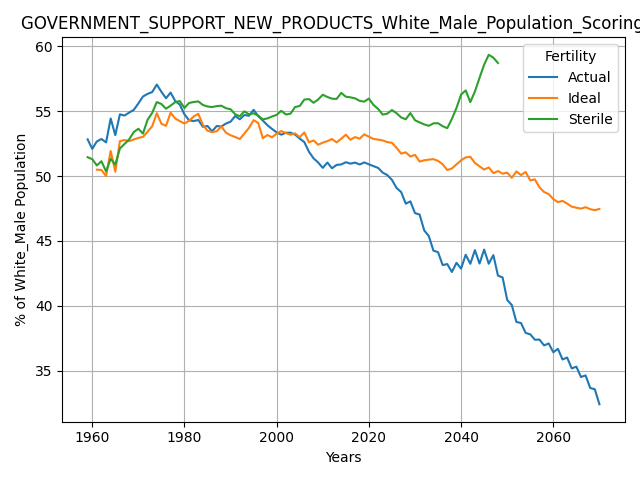 GOVERNMENT_SUPPORT_NEW_PRODUCTS_White_Male_Population_Scoring
60
55
50
45
40
35
% of White_Male Population
1960 1980 2000 2020 2040 2060
Years
Fertility
Actual
Ideal
Sterile